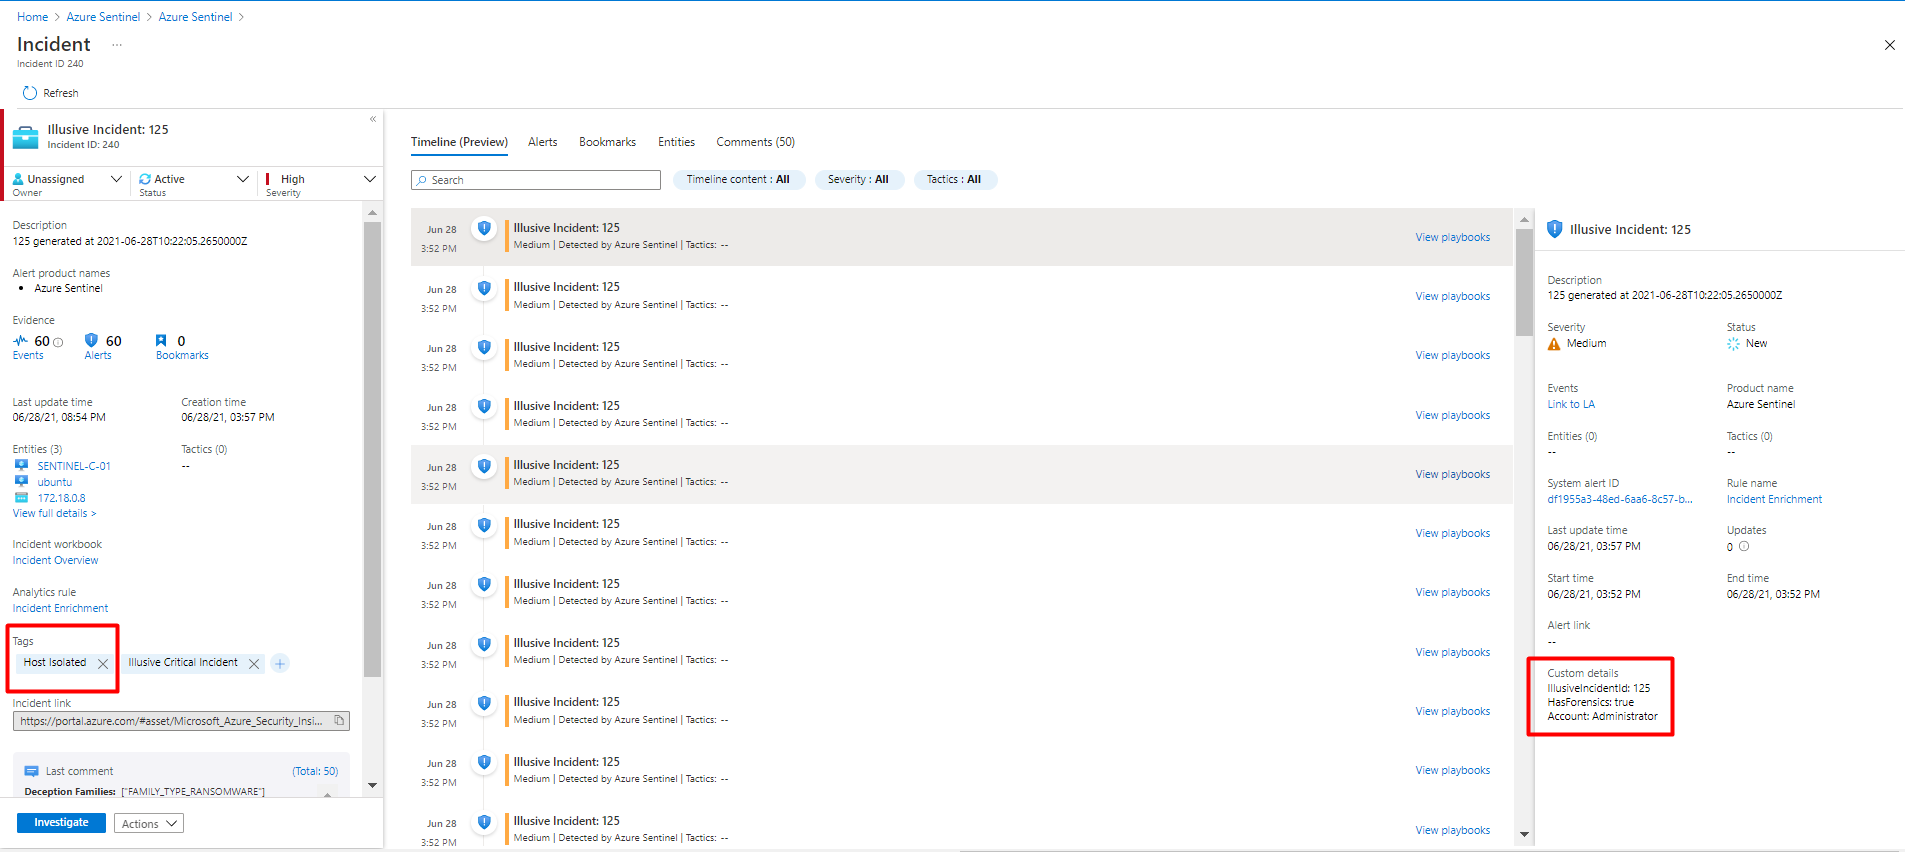 Home > Azure Sentinel > Azure Sentinel >
Incident ...
Incident ID 240
Refresh
Illusive Incident: 125
Incident ID: 240
Unassigned
Owner
Active
Status
High
Severity
Description
125 generated at 2021-06-28T10:22:05.2650000Z
Alert product names
• Azure Sentinel
Evidence
60 60 0
Events Alerts Bookmarks
Last update time Creation time
06/28/21, 08:54 PM 06/28/21, 03:57 PM
Entities (3) Tactics (0)
SENTINEL-C-01 --
ubuntu
172.18.0.8
View full details >
Incident workbook
Incident Overview
Analytics rule
Incident Enrichment
Tags
Host Isolated Illusive Critical Incident
Incident link
https://portal.azure.com/#asset/Microsoft_Azure_Security_Insi...
Last comment (Total: 50)
Deception Families: ["FAMILY_TYPE_RANSOMWARE"]
Investigate Actions
Timeline (Preview) Alerts Bookmarks Entities Comments (50)
Search Timeline content : All Severity : All Tactics : All
Jun 28 Illusive Incident: 125
3:52 PM Medium | Detected by Azure Sentinel | Tactics: -- View playbooks
Jun 28 Illusive Incident: 125
3:52 PM Medium | Detected by Azure Sentinel | Tactics: -- View playbooks
Jun 28 Illusive Incident: 125
3:52 PM Medium | Detected by Azure Sentinel | Tactics: -- View playbooks
Jun 28 Illusive Incident: 125
3:52 PM Medium | Detected by Azure Sentinel | Tactics: -- View playbooks
Jun 28 Illusive Incident: 125
3:52 PM Medium | Detected by Azure Sentinel | Tactics: -- View playbooks
Jun 28 Illusive Incident: 125
3:52 PM Medium | Detected by Azure Sentinel | Tactics: -- View playbooks
Jun 28 Illusive Incident: 125
3:52 PM Medium | Detected by Azure Sentinel | Tactics: -- View playbooks
Jun 28 Illusive Incident: 125
3:52 PM Medium | Detected by Azure Sentinel | Tactics: -- View playbooks
Jun 28 Illusive Incident: 125
3:52 PM Medium | Detected by Azure Sentinel | Tactics: -- View playbooks
Jun 28 Illusive Incident: 125
3:52 PM Medium | Detected by Azure Sentinel | Tactics: -- View playbooks
Jun 28 Illusive Incident: 125
3:52 PM Medium | Detected by Azure Sentinel | Tactics: -- View playbooks
Illusive Incident: 125
Description
125 generated at 2021-06-28T10:22:05.2650000Z
Severity Status
Medium New
Events Product name
Link to LA Azure Sentinel
Entities (0) Tactics (0)
-- --
System alert ID Rule name
df1955a3-48ed-6aa6-8c57-b... Incident Enrichment
Last update time Updates
06/28/21, 03:57 PM 0
Start time End time
06/28/21, 03:52 PM 06/28/21, 03:52 PM
Alert link
--
Custom details
IllusiveIncidentId: 125
HasForensics: true
Account: Administrator